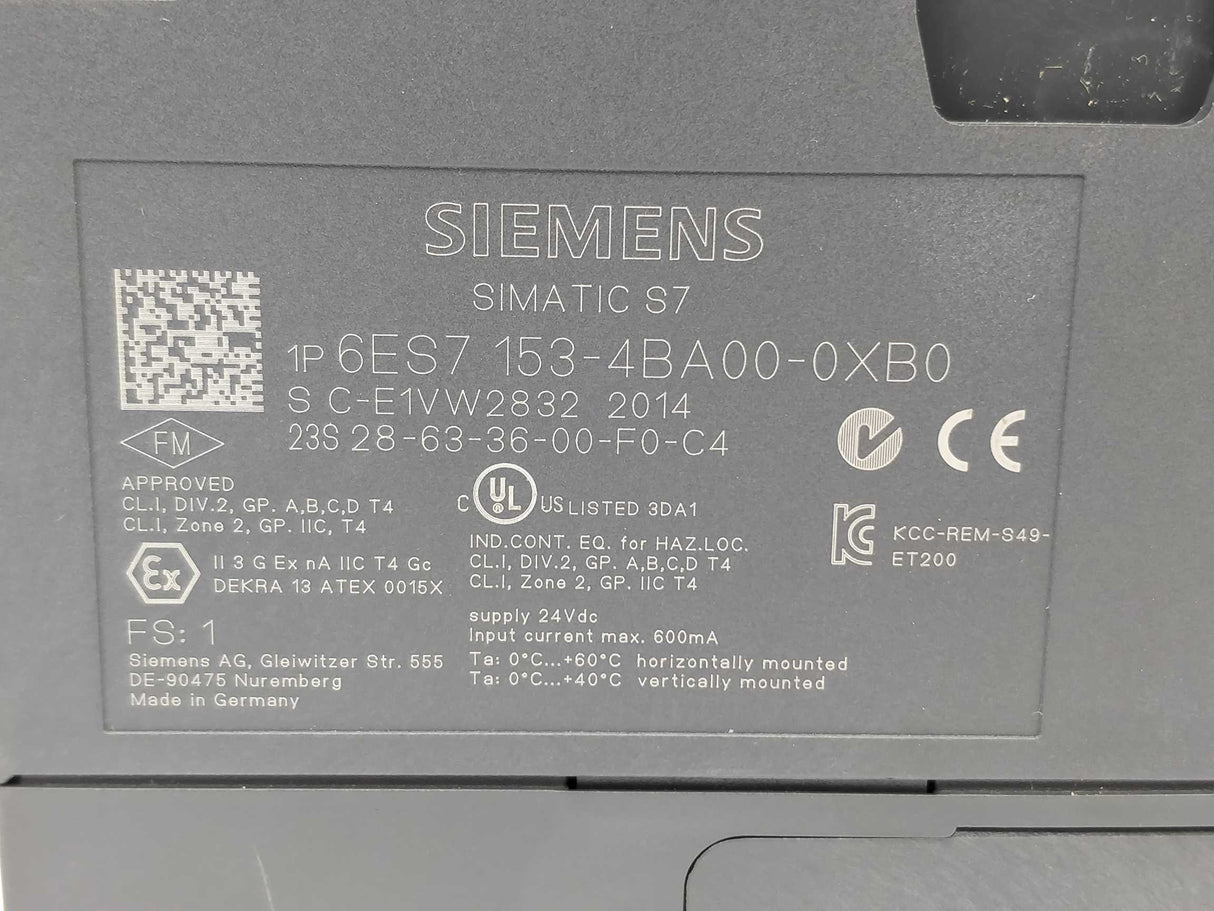 SIEMENS
SIMATIC S7
1P 6ES7 153-4BA00-0XB0
S C-E1VW2832 2014
23S 28-63-36-00-F0-C4
FM
APPROVED
CL.I, DIV.2, GP. A,B,C,D T4
CL.I, Zone 2, GP. IIC, T4
Ex
II 3 G Ex nA IIC T4 Gc
DEKRA 13 ATEX 0015X
FS: 1
Siemens AG, Gleiwitzer Str. 555
DE-90475 Nuremberg
Made in Germany
C UL ® US LISTED 3DA1
IND.CONT. EQ. for HAZ.LOC.
CL.I, DIV.2, GP. A,B,C,D T4
CL.I, Zone 2, GP. IIC T4
supply 24Vdc
Input current max. 600mA
Ta: 0°C...+60°C horizontally mounted
Ta: 0°C...+40°C vertically mounted
CE
KCC-REM-S49-
ET200